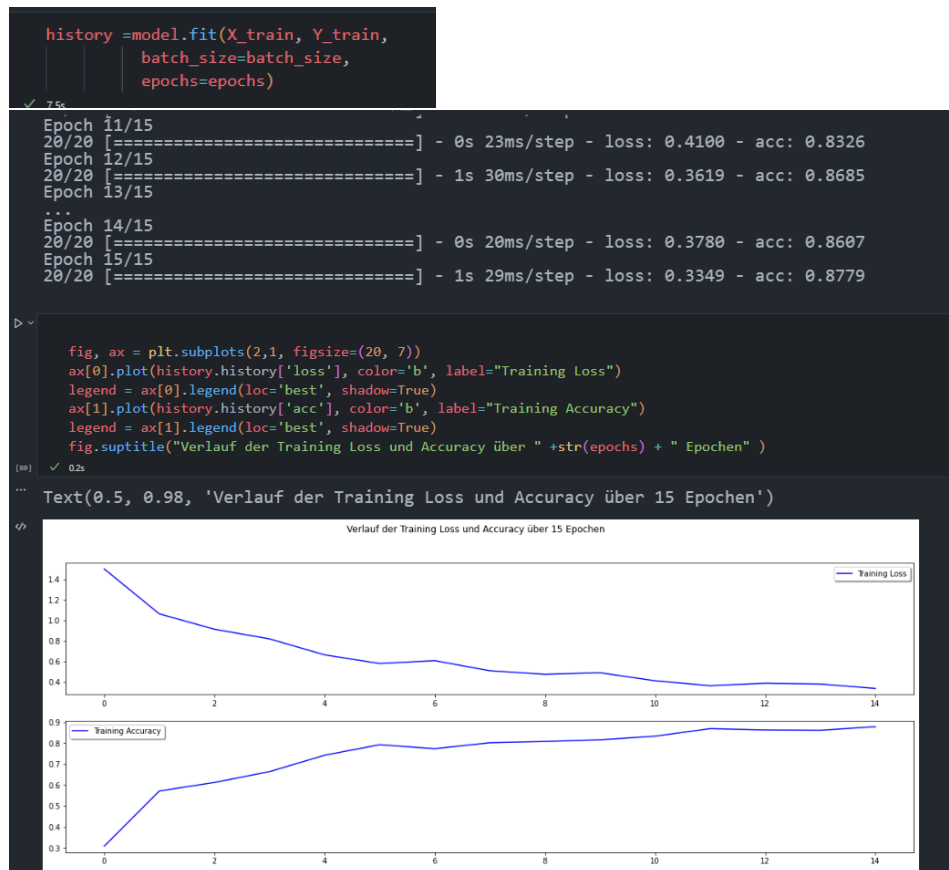 history =model.fit(X_train, Y_train,
batch_size=batch_size,
epochs=epochs)
✓ 7.5s
Epoch 11/15
20/20 [==============================] - 0s 23ms/step - loss: 0.4100 - acc: 0.8326
Epoch 12/15
20/20 [==============================] - 1s 30ms/step - loss: 0.3619 - acc: 0.8685
Epoch 13/15
...
Epoch 14/15
20/20 [==============================] - 0s 20ms/step - loss: 0.3780 - acc: 0.8607
Epoch 15/15
20/20 [==============================] - 1s 29ms/step - loss: 0.3349 - acc: 0.8779
fig, ax = plt.subplots(2,1, figsize=(20, 7))
ax[0].plot(history.history['loss'], color='b', label="Training Loss")
legend = ax[0].legend(loc='best', shadow=True)
ax[1].plot(history.history['acc'], color='b', label="Training Accuracy")
legend = ax[1].legend(loc='best', shadow=True)
fig.suptitle("Verlauf der Training Loss und Accuracy über " +str(epochs) + " Epochen" )
✓ 0.2s
... Text(0.5, 0.98, 'Verlauf der Training Loss und Accuracy über 15 Epochen')
Verlauf der Training Loss und Accuracy über 15 Epochen
Training Loss
1.4
1.2
1.0
0.8
0.6
0.4
0 2 4 6 8 10 12 14
Training Accuracy
0.9
0.8
0.7
0.6
0.5
0.4
0.3
0 2 4 6 8 10 12 14